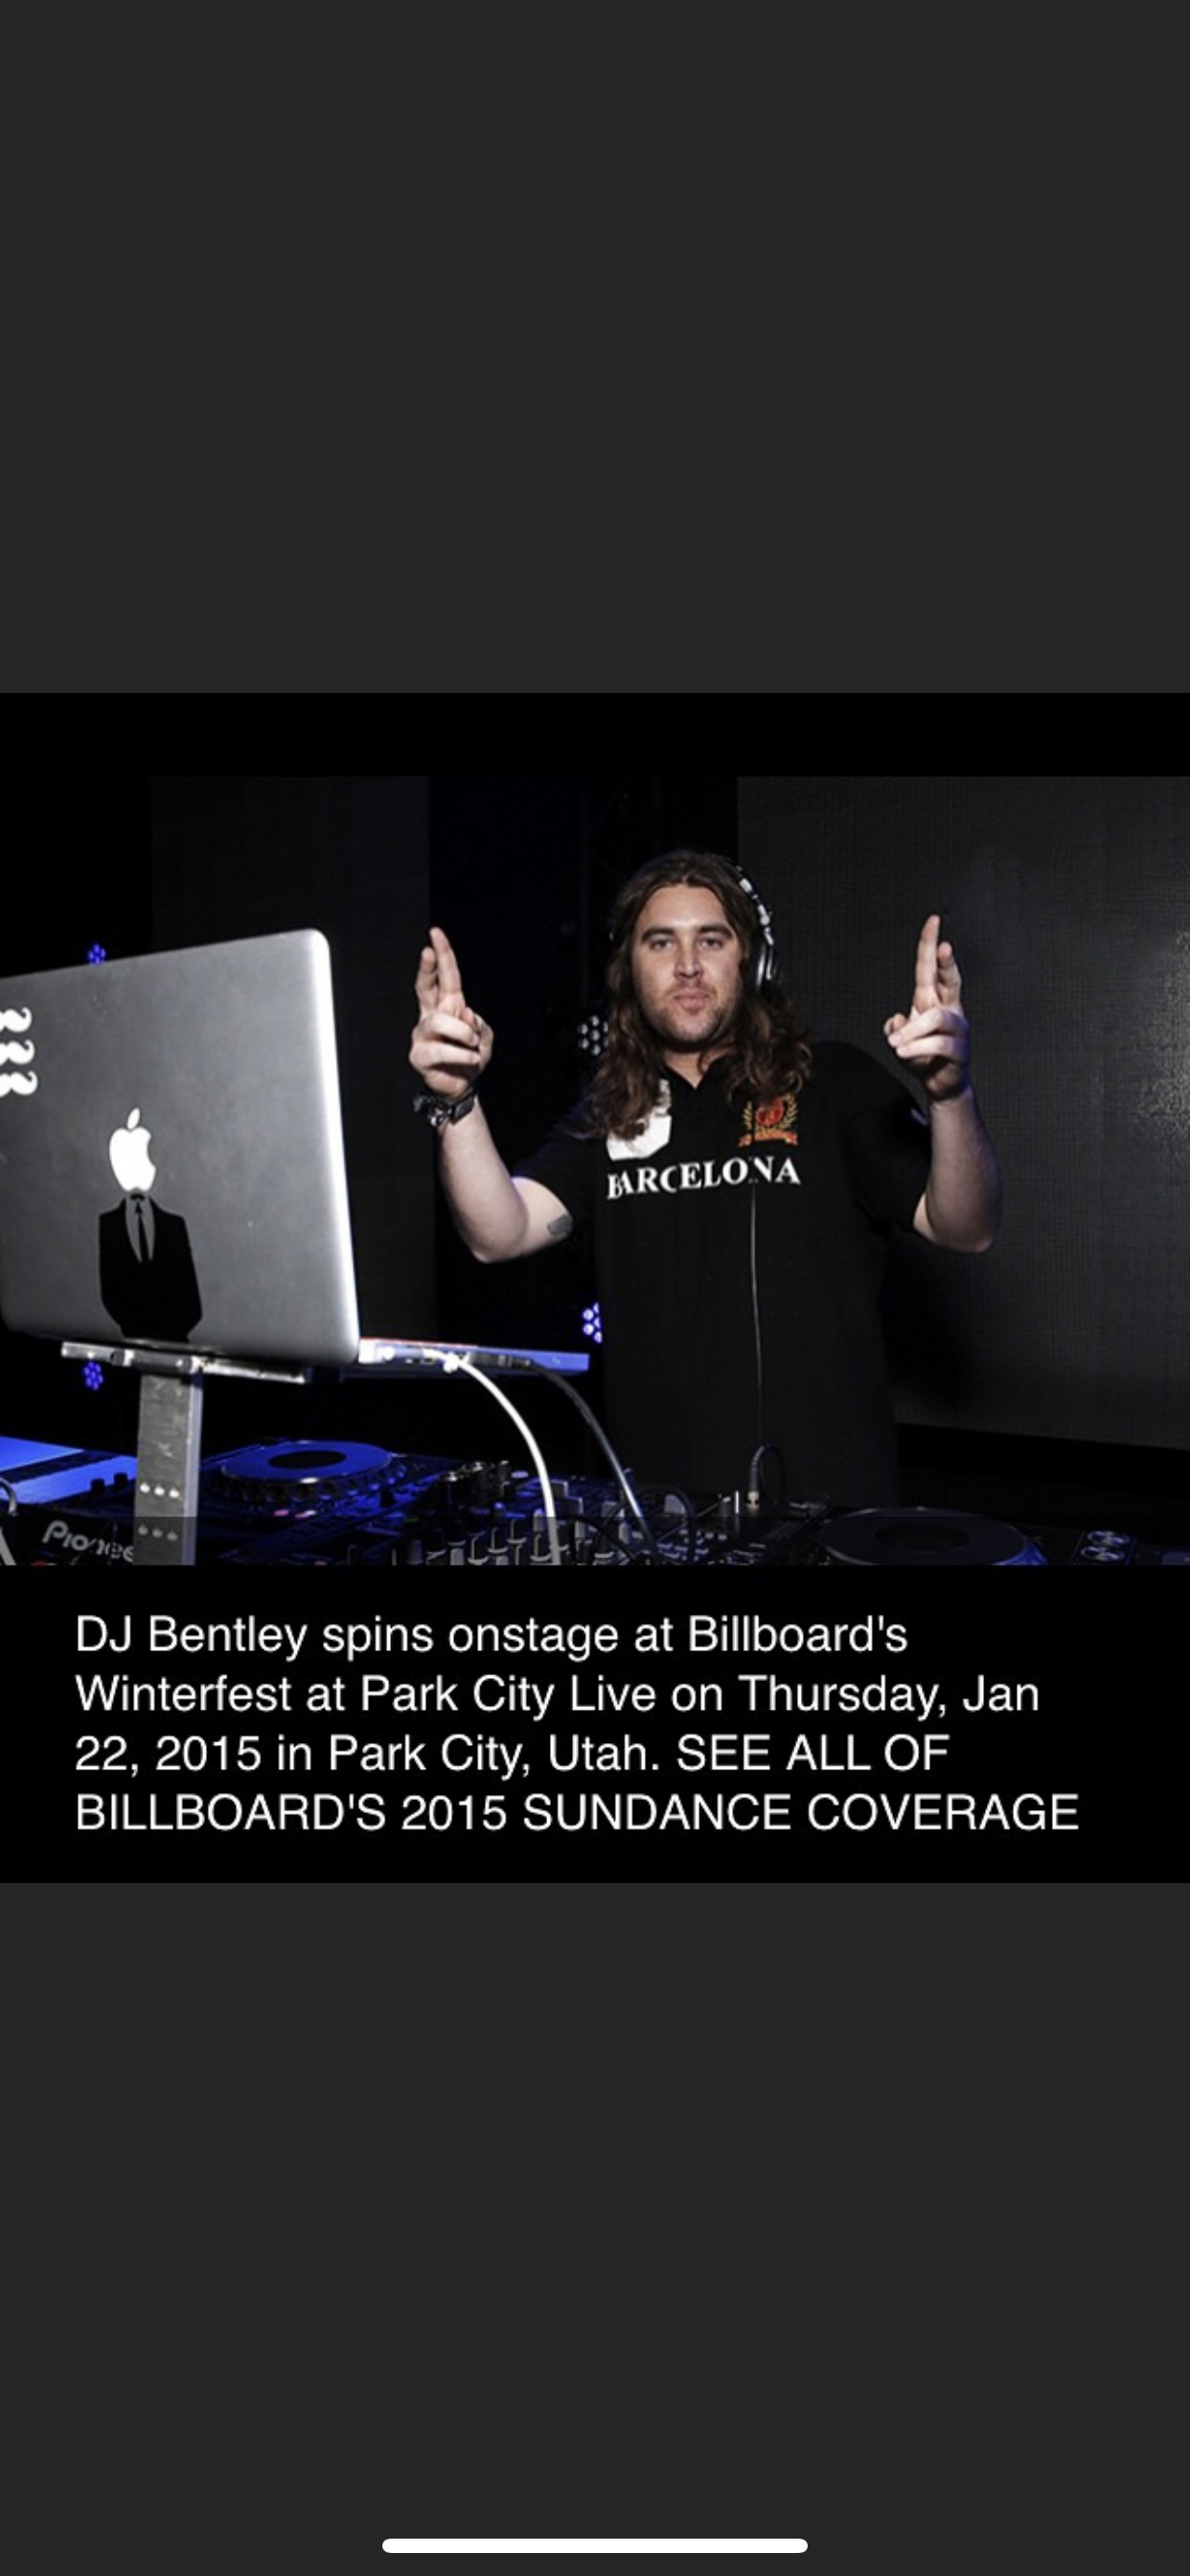 BARCELONA
Pioneer
DJ Bentley spins onstage at Billboard's
Winterfest at Park City Live on Thursday, Jan
22, 2015 in Park City, Utah. SEE ALL OF
BILLBOARD'S 2015 SUNDANCE COVERAGE